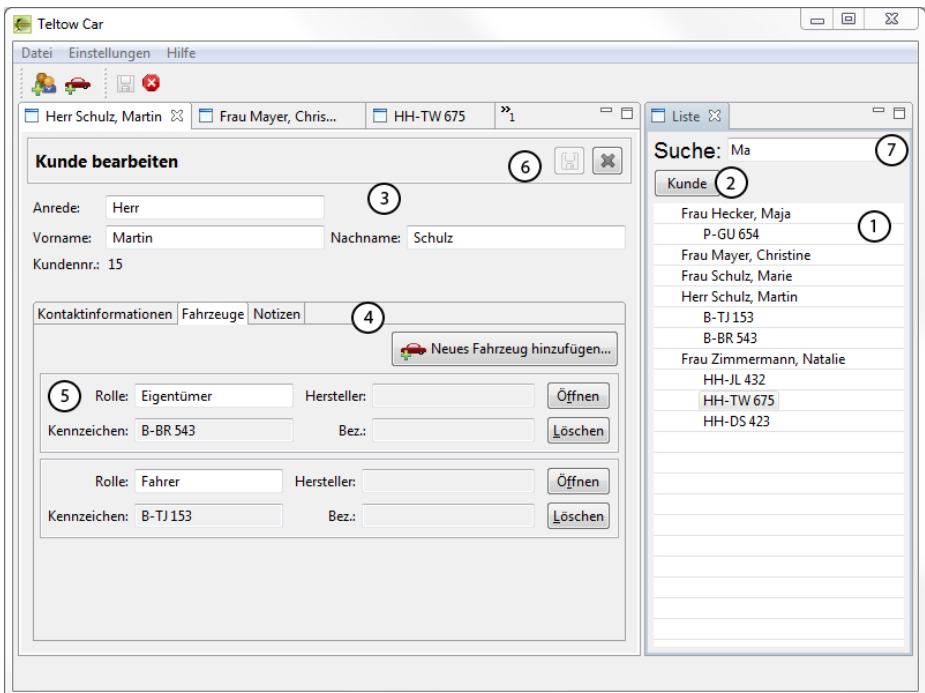 Teltow Car
Datei Einstellungen Hilfe
Herr Schulz, Martin Frau Mayer, Chris... HH-TW 675 »1
Kunde bearbeiten 6
3
Anrede: Herr
Vorname: Martin Nachname: Schulz
Kundennr.: 15
Kontaktinformationen Fahrzeuge Notizen 4
Neues Fahrzeug hinzufügen...
5 Rolle: Eigentümer Hersteller: Öffnen
Kennzeichen: B-BR 543 Bez.: Löschen
Rolle: Fahrer Hersteller: Öffnen
Kennzeichen: B-TJ 153 Bez.: Löschen
Liste
Suche: Ma 7
Kunde 2
Frau Hecker, Maja 1
P-GU 654
Frau Mayer, Christine
Frau Schulz, Marie
Herr Schulz, Martin
B-TJ 153
B-BR 543
Frau Zimmermann, Natalie
HH-JL 432
HH-TW 675
HH-DS 423